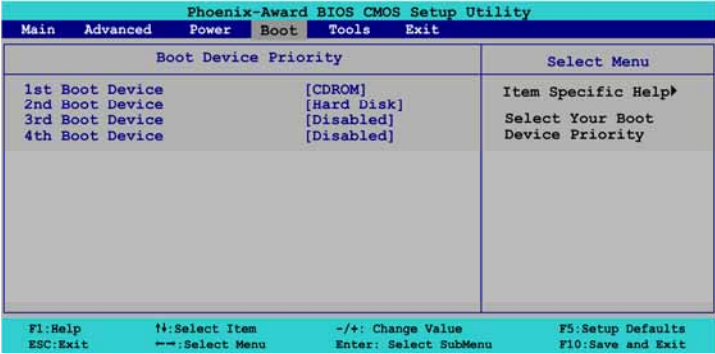 Phoenix-Award BIOS CMOS Setup Utility
Main Advanced Power Boot Tools Exit
Boot Device Priority
Select Menu
1st Boot Device [CDROM]
2nd Boot Device [Hard Disk]
3rd Boot Device [Disabled]
4th Boot Device [Disabled]
Item Specific Help▶
Select Your Boot
Device Priority
F1:Help ↑↓:Select Item -/+: Change Value F5:Setup Defaults
ESC:Exit ←→:Select Menu Enter: Select SubMenu F10:Save and Exit